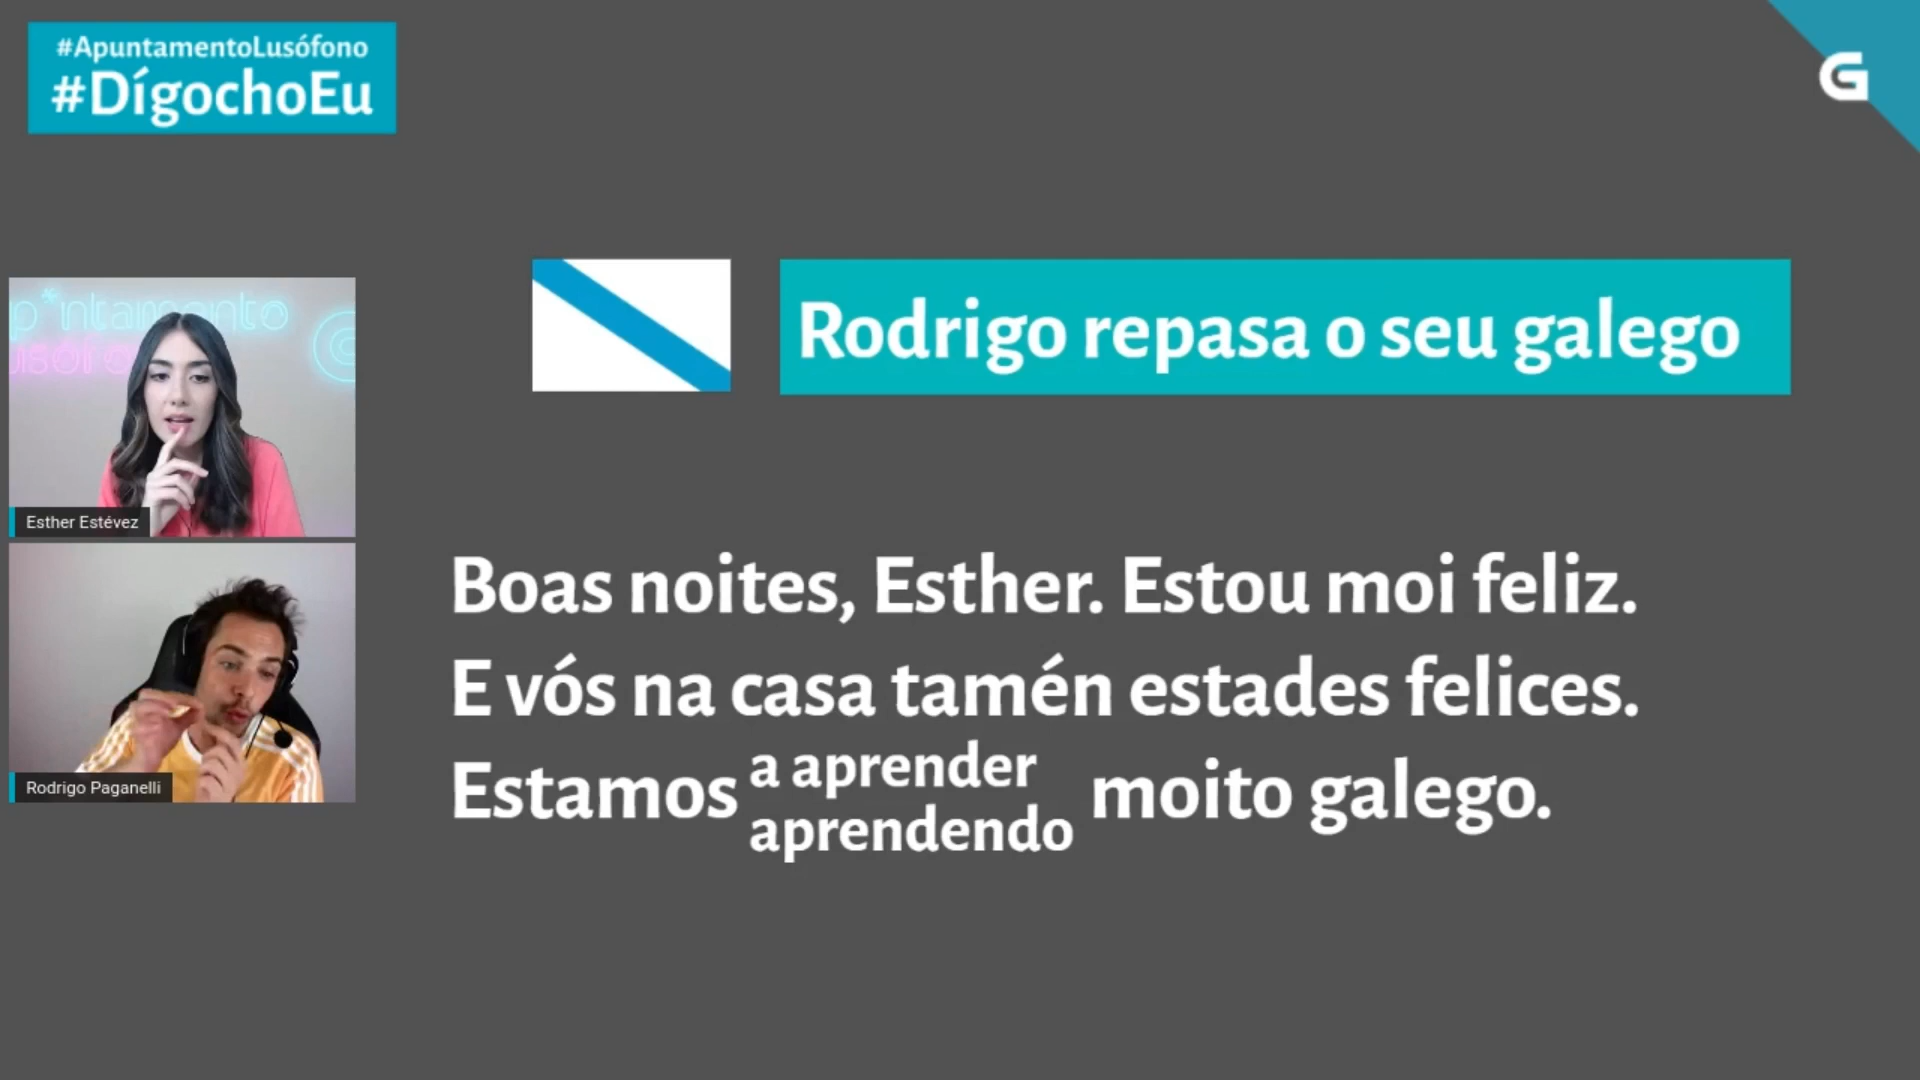 #ApuntamentoLusófono
#DígochoEu
G
Rodrigo repasa o seu galego
Esther Estévez
Rodrigo Paganelli
Boas noites, Esther. Estou moi feliz.
E vós na casa tamén estades felices.
Estamos a aprender moito galego.
aprendendo